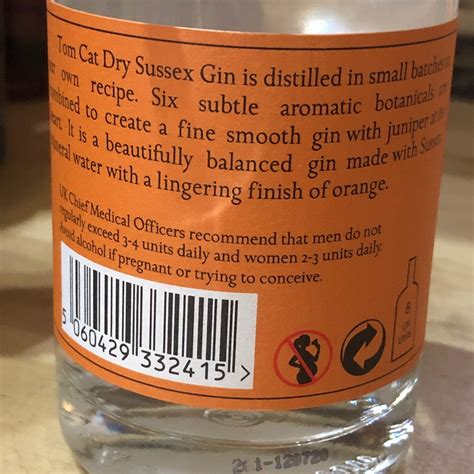 Tom Cat Dry Sussex Gin is distilled in small batches
own recipe. Six subtle aromatic botanicals are
to create a fine smooth gin with juniper at
It is a beautifully balanced gin made with Sussex
water with a lingering finish of orange.
UK Chief Medical Officers recommend that men do not
regularly exceed 3-4 units daily and women 2-3 units daily.
Avoid alcohol if pregnant or trying to conceive.
5 060429 332415 >
8
UK
Units